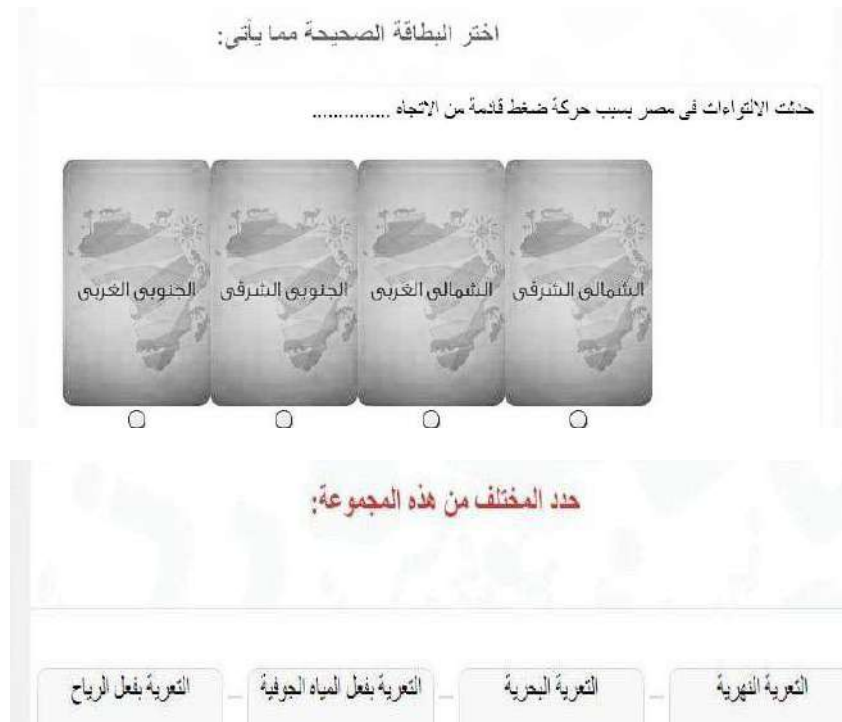 اختر البطاقة الصحيحة مما يأتى:
حدثت الالتواءات فى مصر بسبب حركة ضغط قادمة من الاتجاه ...............
الشمالى الشرقى
الشمالى الغربى
الجنوبى الشرقى
الجنوبى الغربى
حدد المختلف من هذه المجموعة:
التعرية النهرية ... التعرية البحرية ... التعرية بفعل المياه الجوفية ... التعرية بفعل الرياح